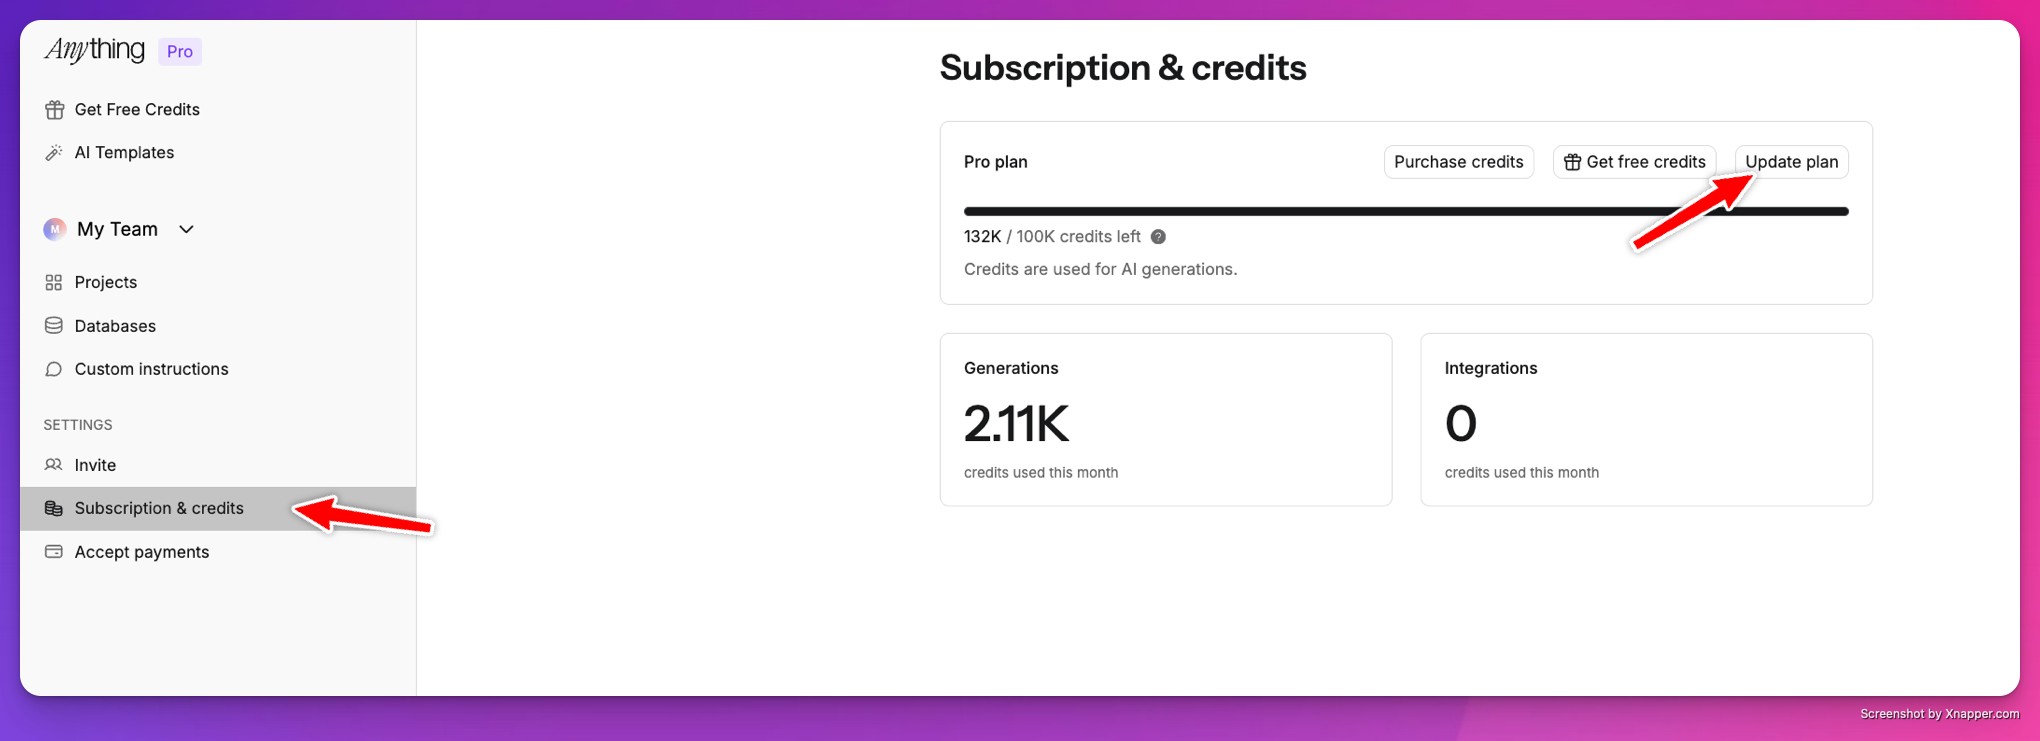 Anything Pro
Get Free Credits
AI Templates
M My Team
Projects
Databases
Custom instructions
SETTINGS
Invite
Subscription & credits
Accept payments
Subscription & credits
Pro plan
Purchase credits
Get free credits
Update plan
132K / 100K credits left ?
Credits are used for AI generations.
Generations
2.11K
credits used this month
Integrations
0
credits used this month
Screenshot by Xnapper.com